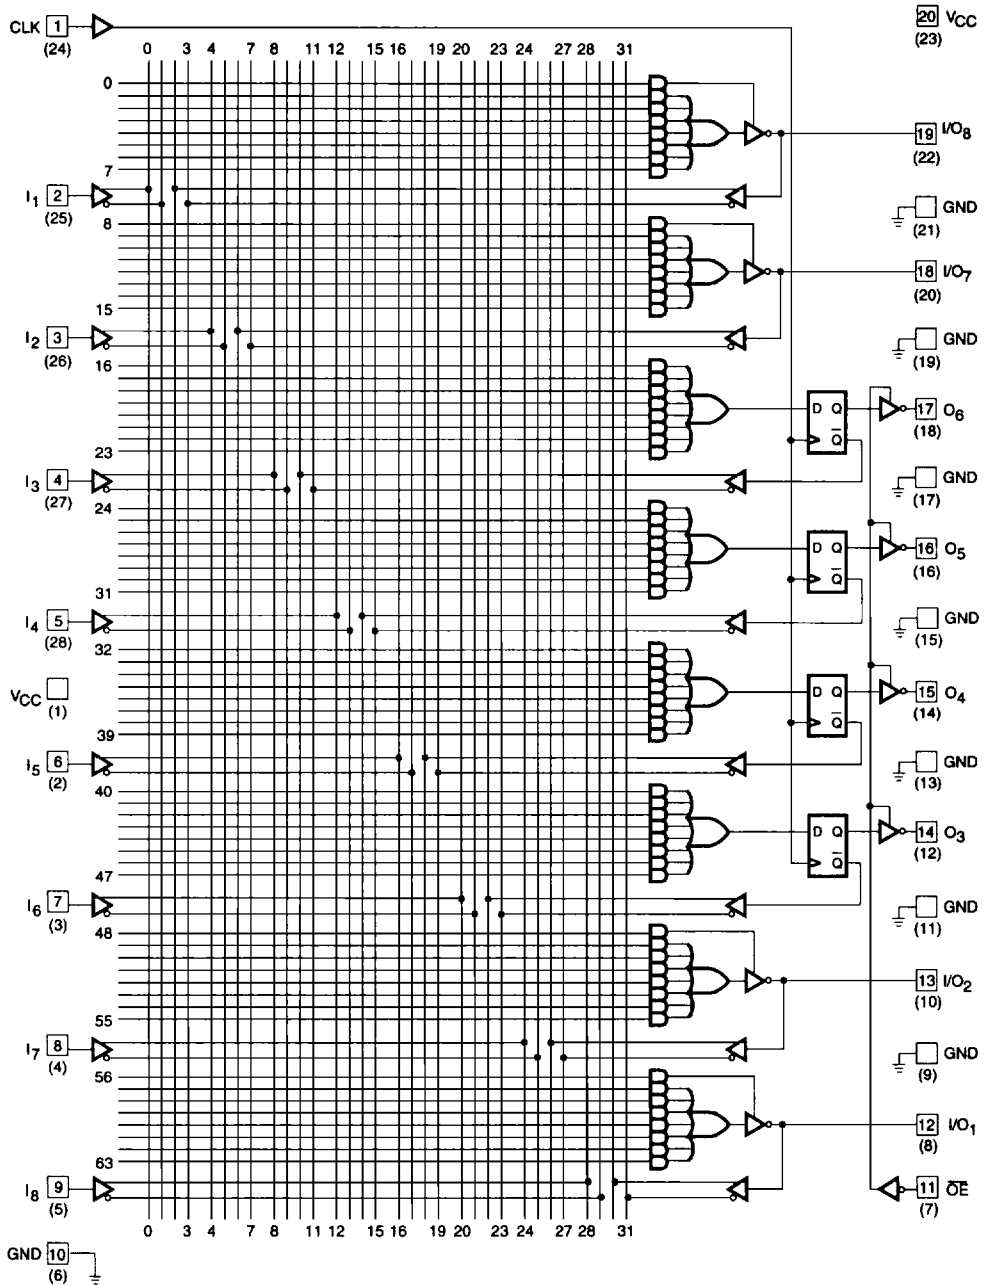 CLK 1 (24)
20 VCC (23)
0 3 4 7 8 11 12 15 16 19 20 23 24 27 28 31
0
7
19 I/O8 (22)
I1 2 (25)
GND (21)
8
15
18 I/O7 (20)
I2 3 (26)
GND (19)
16
23
D Q Q
17 O6 (18)
I3 4 (27)
GND (17)
24
31
D Q Q
16 O5 (16)
I4 5 (28)
GND (15)
32
39
VCC (1)
D Q Q
15 O4 (14)
I5 6 (2)
GND (13)
40
47
D Q Q
14 O3 (12)
I6 7 (3)
GND (11)
48
55
13 I/O2 (10)
I7 8 (4)
GND (9)
56
63
12 I/O1 (8)
I8 9 (5)
11 OE (7)
0 3 4 7 8 11 12 15 16 19 20 23 24 27 28 31
GND 10 (6)